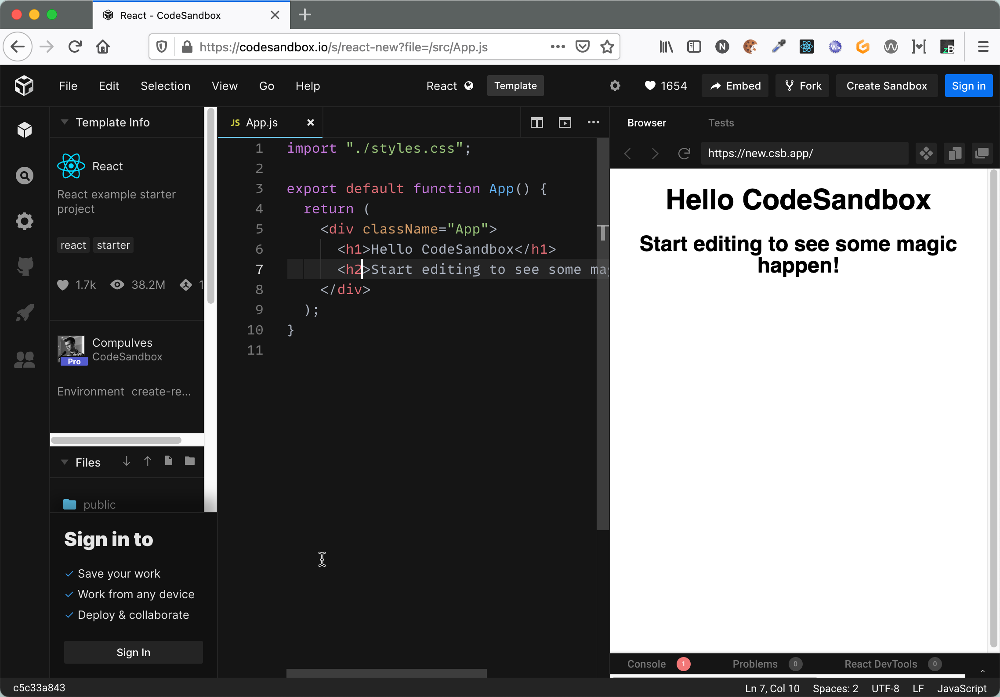 React - CodeSandbox
https://codesandbox.io/s/react-new?file=/src/App.js
N
Ws
zB
File Edit Selection View Go Help
React Template
1654 Embed Fork Create Sandbox Sign in
Template Info
React
React example starter
project
react starter
1.7k 38.2M 1
CompuIves
CodeSandbox
Pro
Environment create-re...
Files
public
Sign in to
Save your work
Work from any device
Deploy & collaborate
Sign In
JS App.js
1 import "./styles.css";
2
3 export default function App() {
4 return (
5 <div className="App">
6 <h1>Hello CodeSandbox</h1>
7 <h2>Start editing to see some mag
8 </div>
9 );
10 }
11
Browser Tests
https://new.csb.app/
Hello CodeSandbox
Start editing to see some magic
happen!
Console 1 Problems 0 React DevTools 0
c5c33a843
Ln 7, Col 10 Spaces: 2 UTF-8 LF JavaScript